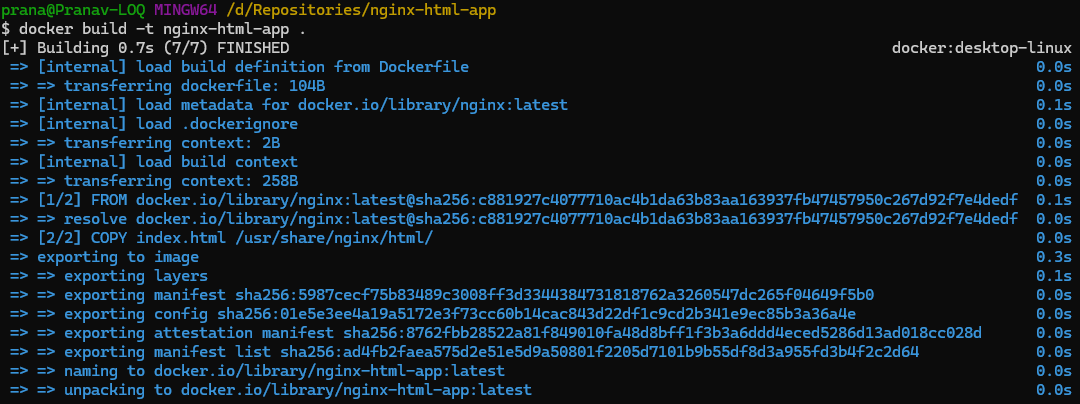 prana@Pranav-LOQ MINGW64 /d/Repositories/nginx-html-app
$ docker build -t nginx-html-app .
[+] Building 0.7s (7/7) FINISHED docker:desktop-linux
=> [internal] load build definition from Dockerfile 0.0s
=> => transferring dockerfile: 104B 0.0s
=> [internal] load metadata for docker.io/library/nginx:latest 0.1s
=> [internal] load .dockerignore 0.0s
=> => transferring context: 2B 0.0s
=> [internal] load build context 0.0s
=> => transferring context: 258B 0.0s
=> [1/2] FROM docker.io/library/nginx:latest@sha256:c881927c4077710ac4b1da63b83aa163937fb47457950c267d92f7e4dedf 0.1s
=> => resolve docker.io/library/nginx:latest@sha256:c881927c4077710ac4b1da63b83aa163937fb47457950c267d92f7e4dedf 0.0s
=> [2/2] COPY index.html /usr/share/nginx/html/ 0.0s
=> exporting to image 0.3s
=> => exporting layers 0.1s
=> => exporting manifest sha256:5987cecf75b83489c3008ff3d3344384731818762a3260547dc265f04649f5b0 0.0s
=> => exporting config sha256:01e5e3ee4a19a5172e3f73cc60b14cac843d22df1c9cd2b341e9ec85b3a36a4e 0.0s
=> => exporting attestation manifest sha256:8762fbb28522a81f849010fa48d8bff1f3b3a6ddd4eced5286d13ad018cc028d 0.0s
=> => exporting manifest list sha256:ad4fb2faea575d2e51e5d9a50801f2205d7101b9b55df8d3a955fd3b4f2c2d64 0.0s
=> => naming to docker.io/library/nginx-html-app:latest 0.0s
=> => unpacking to docker.io/library/nginx-html-app:latest 0.0s